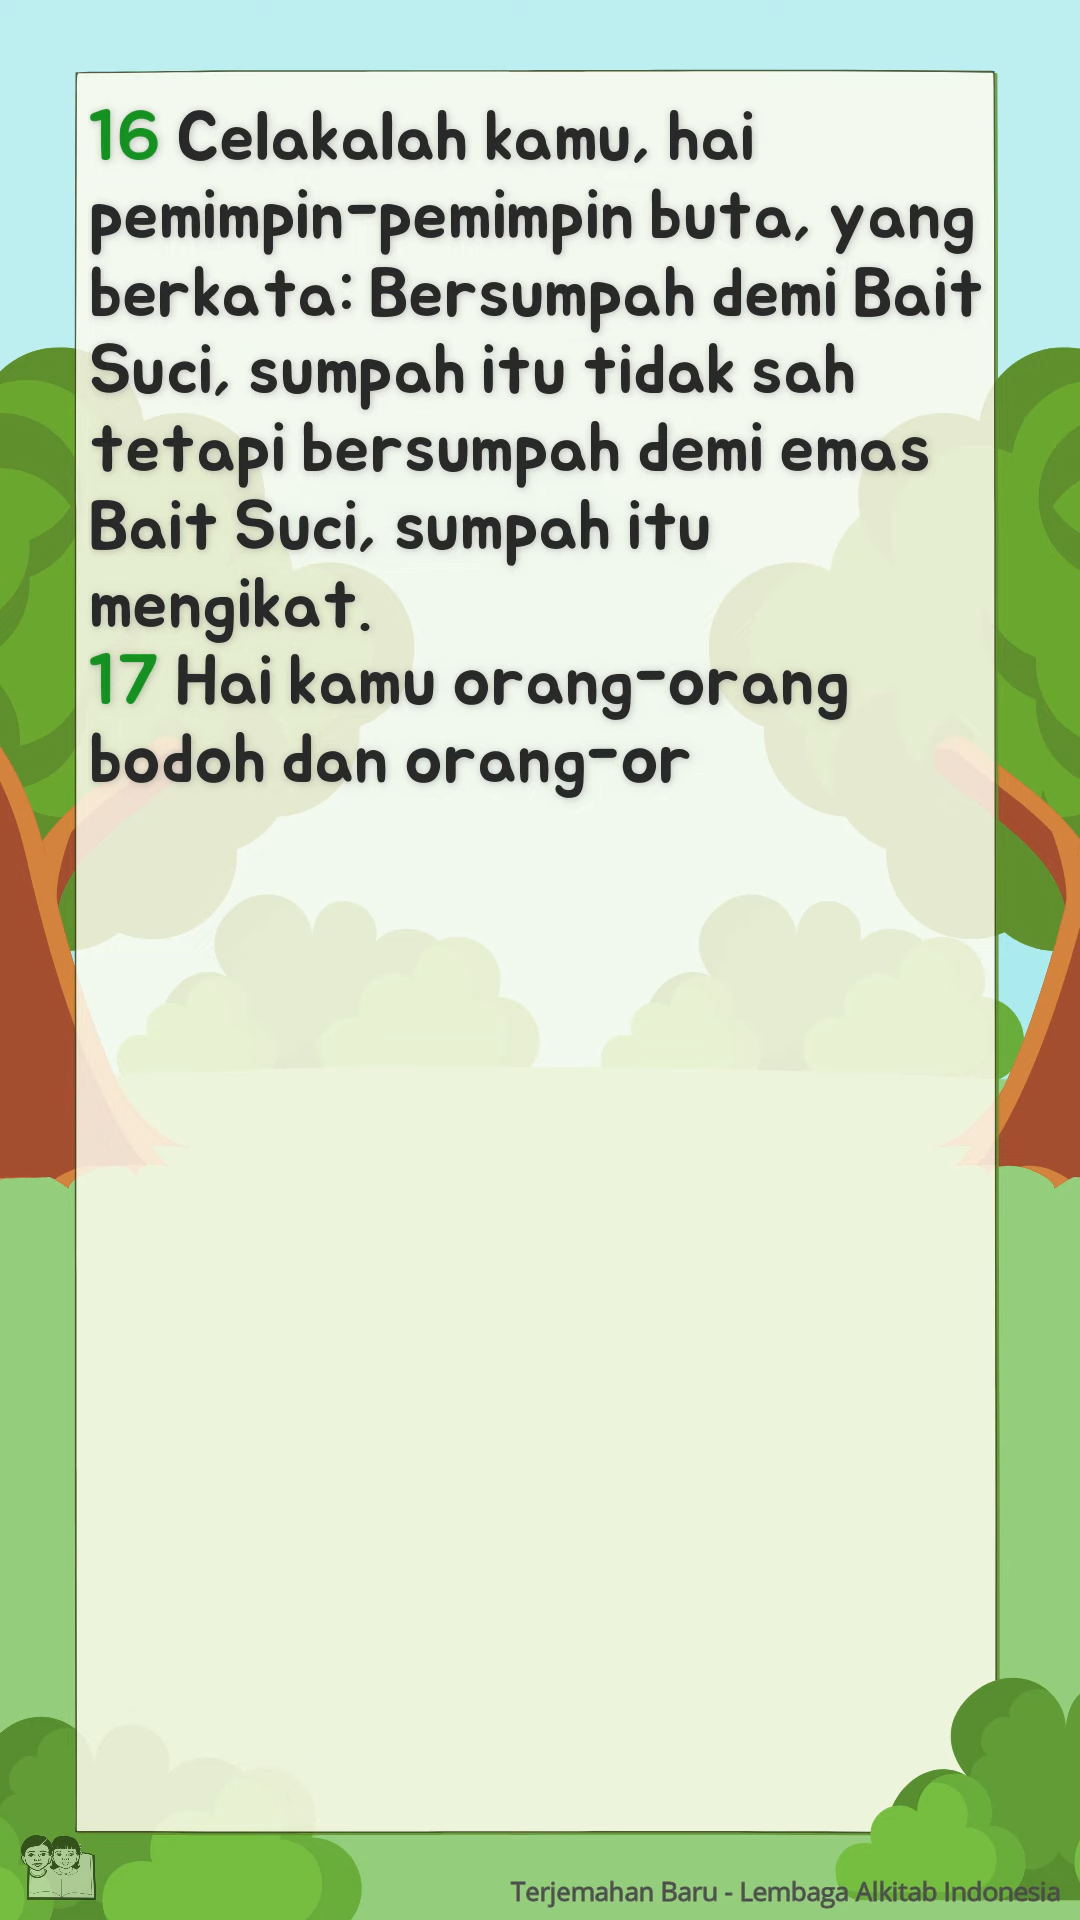 16 Celakalah kamu, hai
pemimpin-pemimpin buta, yang
berkata: Bersumpah demi Bait
Suci, sumpah itu tidak sah
tetapi bersumpah demi emas
Bait Suci, sumpah itu
mengikat.
17 Hai kamu orang-orang
bodoh dan orang-or
Terjemahan Baru - Lembaga Alkitab Indonesia